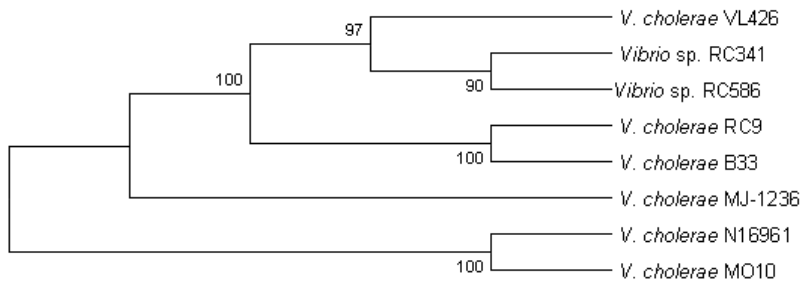 V. cholerae VL426
97
Vibrio sp. RC341
100
90
Vibrio sp. RC586
V. cholerae RC9
100
V. cholerae B33
V. cholerae MJ-1236
V. cholerae N16961
100
V. cholerae MO10